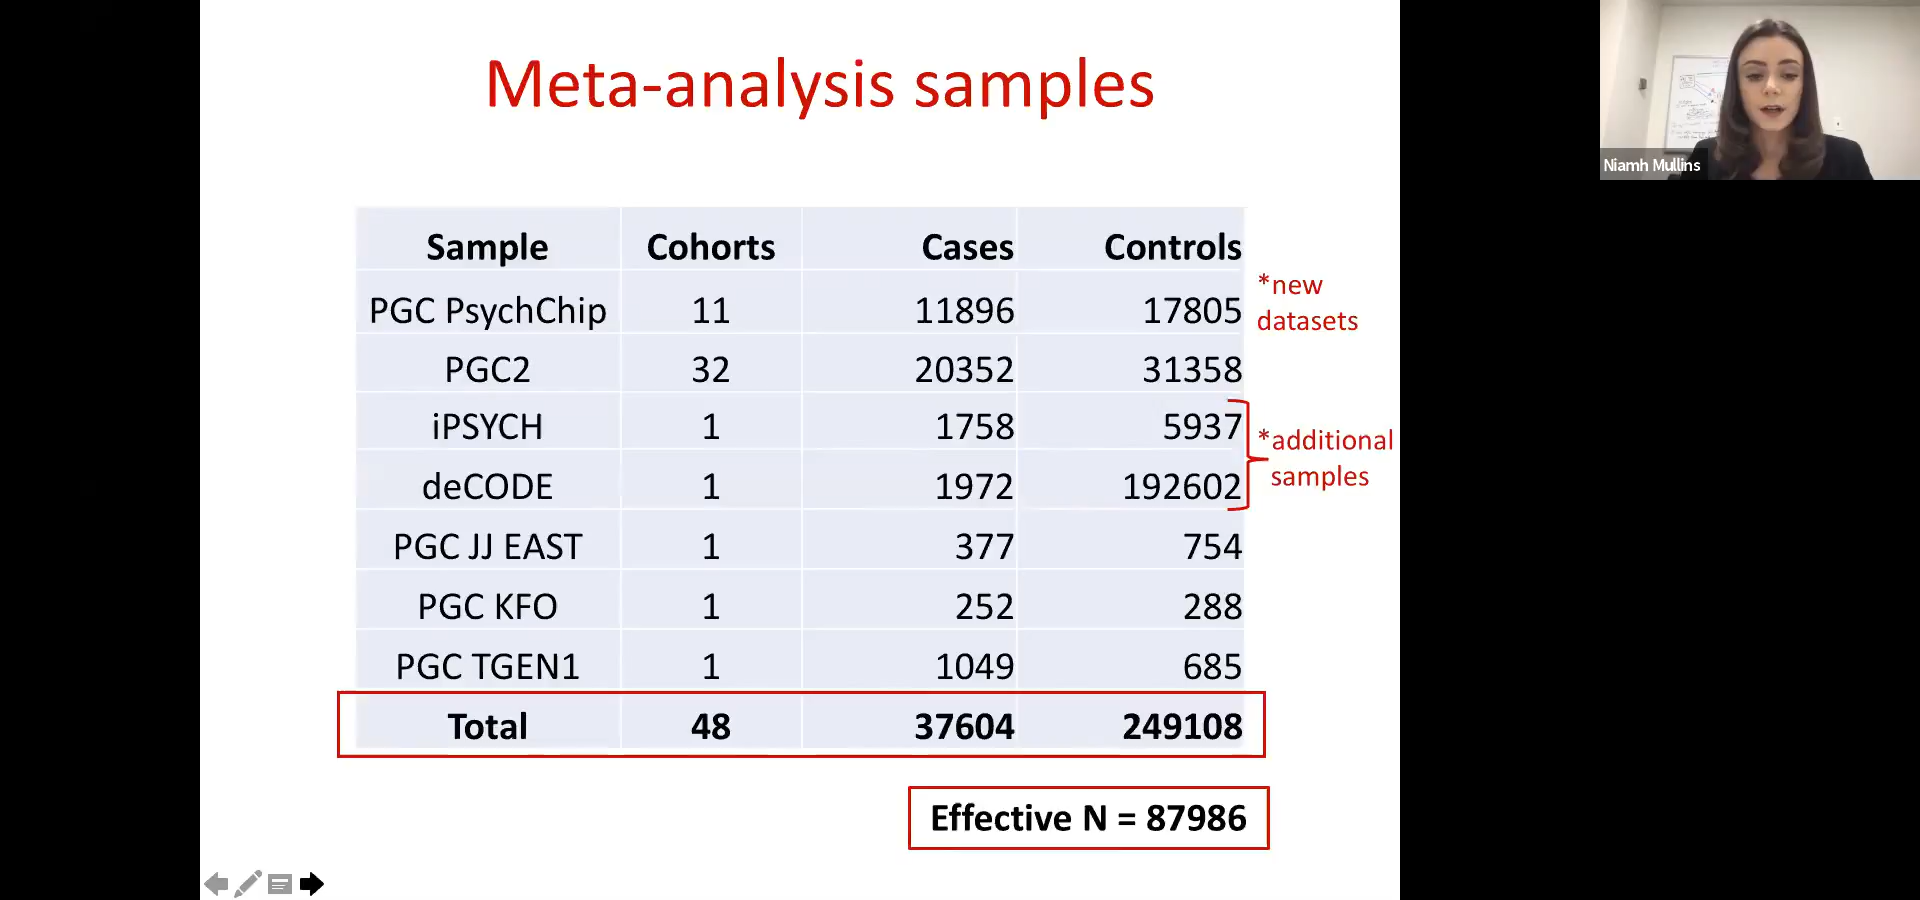 Meta-analysis samples
Niamh Mullins
Sample Cohorts Cases Controls
PGC PsychChip 11 11896 17805
*new
datasets
PGC2 32 20352 31358
iPSYCH 1 1758 5937
deCODE 1 1972 192602
*additional
samples
PGC JJ EAST 1 377 754
PGC KFO 1 252 288
PGC TGEN1 1 1049 685
Total 48 37604 249108
Effective N = 87986